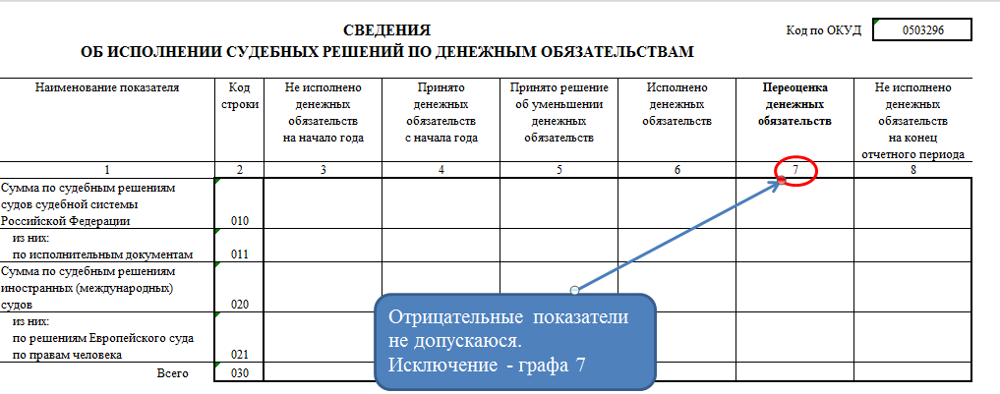 СВЕДЕНИЯ
Код по ОКУД 0503296
ОБ ИСПОЛНЕНИИ СУДЕБНЫХ РЕШЕНИЙ ПО ДЕНЕЖНЫМ ОБЯЗАТЕЛЬСТВАМ
Наименование показателя
Код
строки
Не исполнено
денежных
обязательств
на начало года
Принято
денежных
обязательств
с начала года
Принято решение
об уменьшении
денежных
обязательств
Исполнено
денежных
обязательств
Переоценка
денежных
обязательств
Не исполнено
денежных
обязательств
на конец
отчетного периода
1 2 3 4 5 6 7 8
Сумма по судебным решениям
судов судебной системы
Российской Федерации
010
из них:
по исполнительным документам
011
Сумма по судебным решениям
иностранных (международных)
судов
020
из них:
по решениям Европейского суда
по правам человека
021
Всего 030
Отрицательные показатели
не допускаюся.
Исключение - графа 7